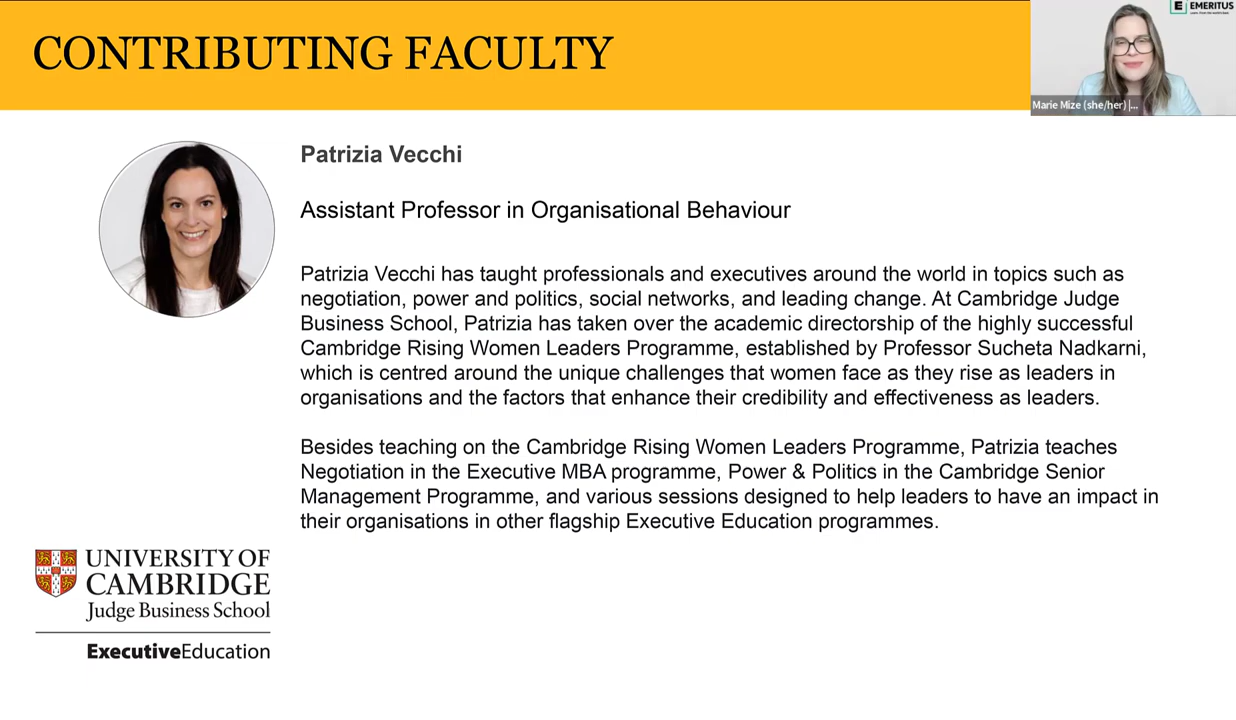 CONTRIBUTING FACULTY
EMERITUS
Marie Mize (she/her) |...
Patrizia Vecchi
Assistant Professor in Organisational Behaviour
Patrizia Vecchi has taught professionals and executives around the world in topics such as
negotiation, power and politics, social networks, and leading change. At Cambridge Judge
Business School, Patrizia has taken over the academic directorship of the highly successful
Cambridge Rising Women Leaders Programme, established by Professor Sucheta Nadkarni,
which is centred around the unique challenges that women face as they rise as leaders in
organisations and the factors that enhance their credibility and effectiveness as leaders.
Besides teaching on the Cambridge Rising Women Leaders Programme, Patrizia teaches
Negotiation in the Executive MBA programme, Power & Politics in the Cambridge Senior
Management Programme, and various sessions designed to help leaders to have an impact in
their organisations in other flagship Executive Education programmes.
UNIVERSITY OF
CAMBRIDGE
Judge Business School
ExecutiveEducation